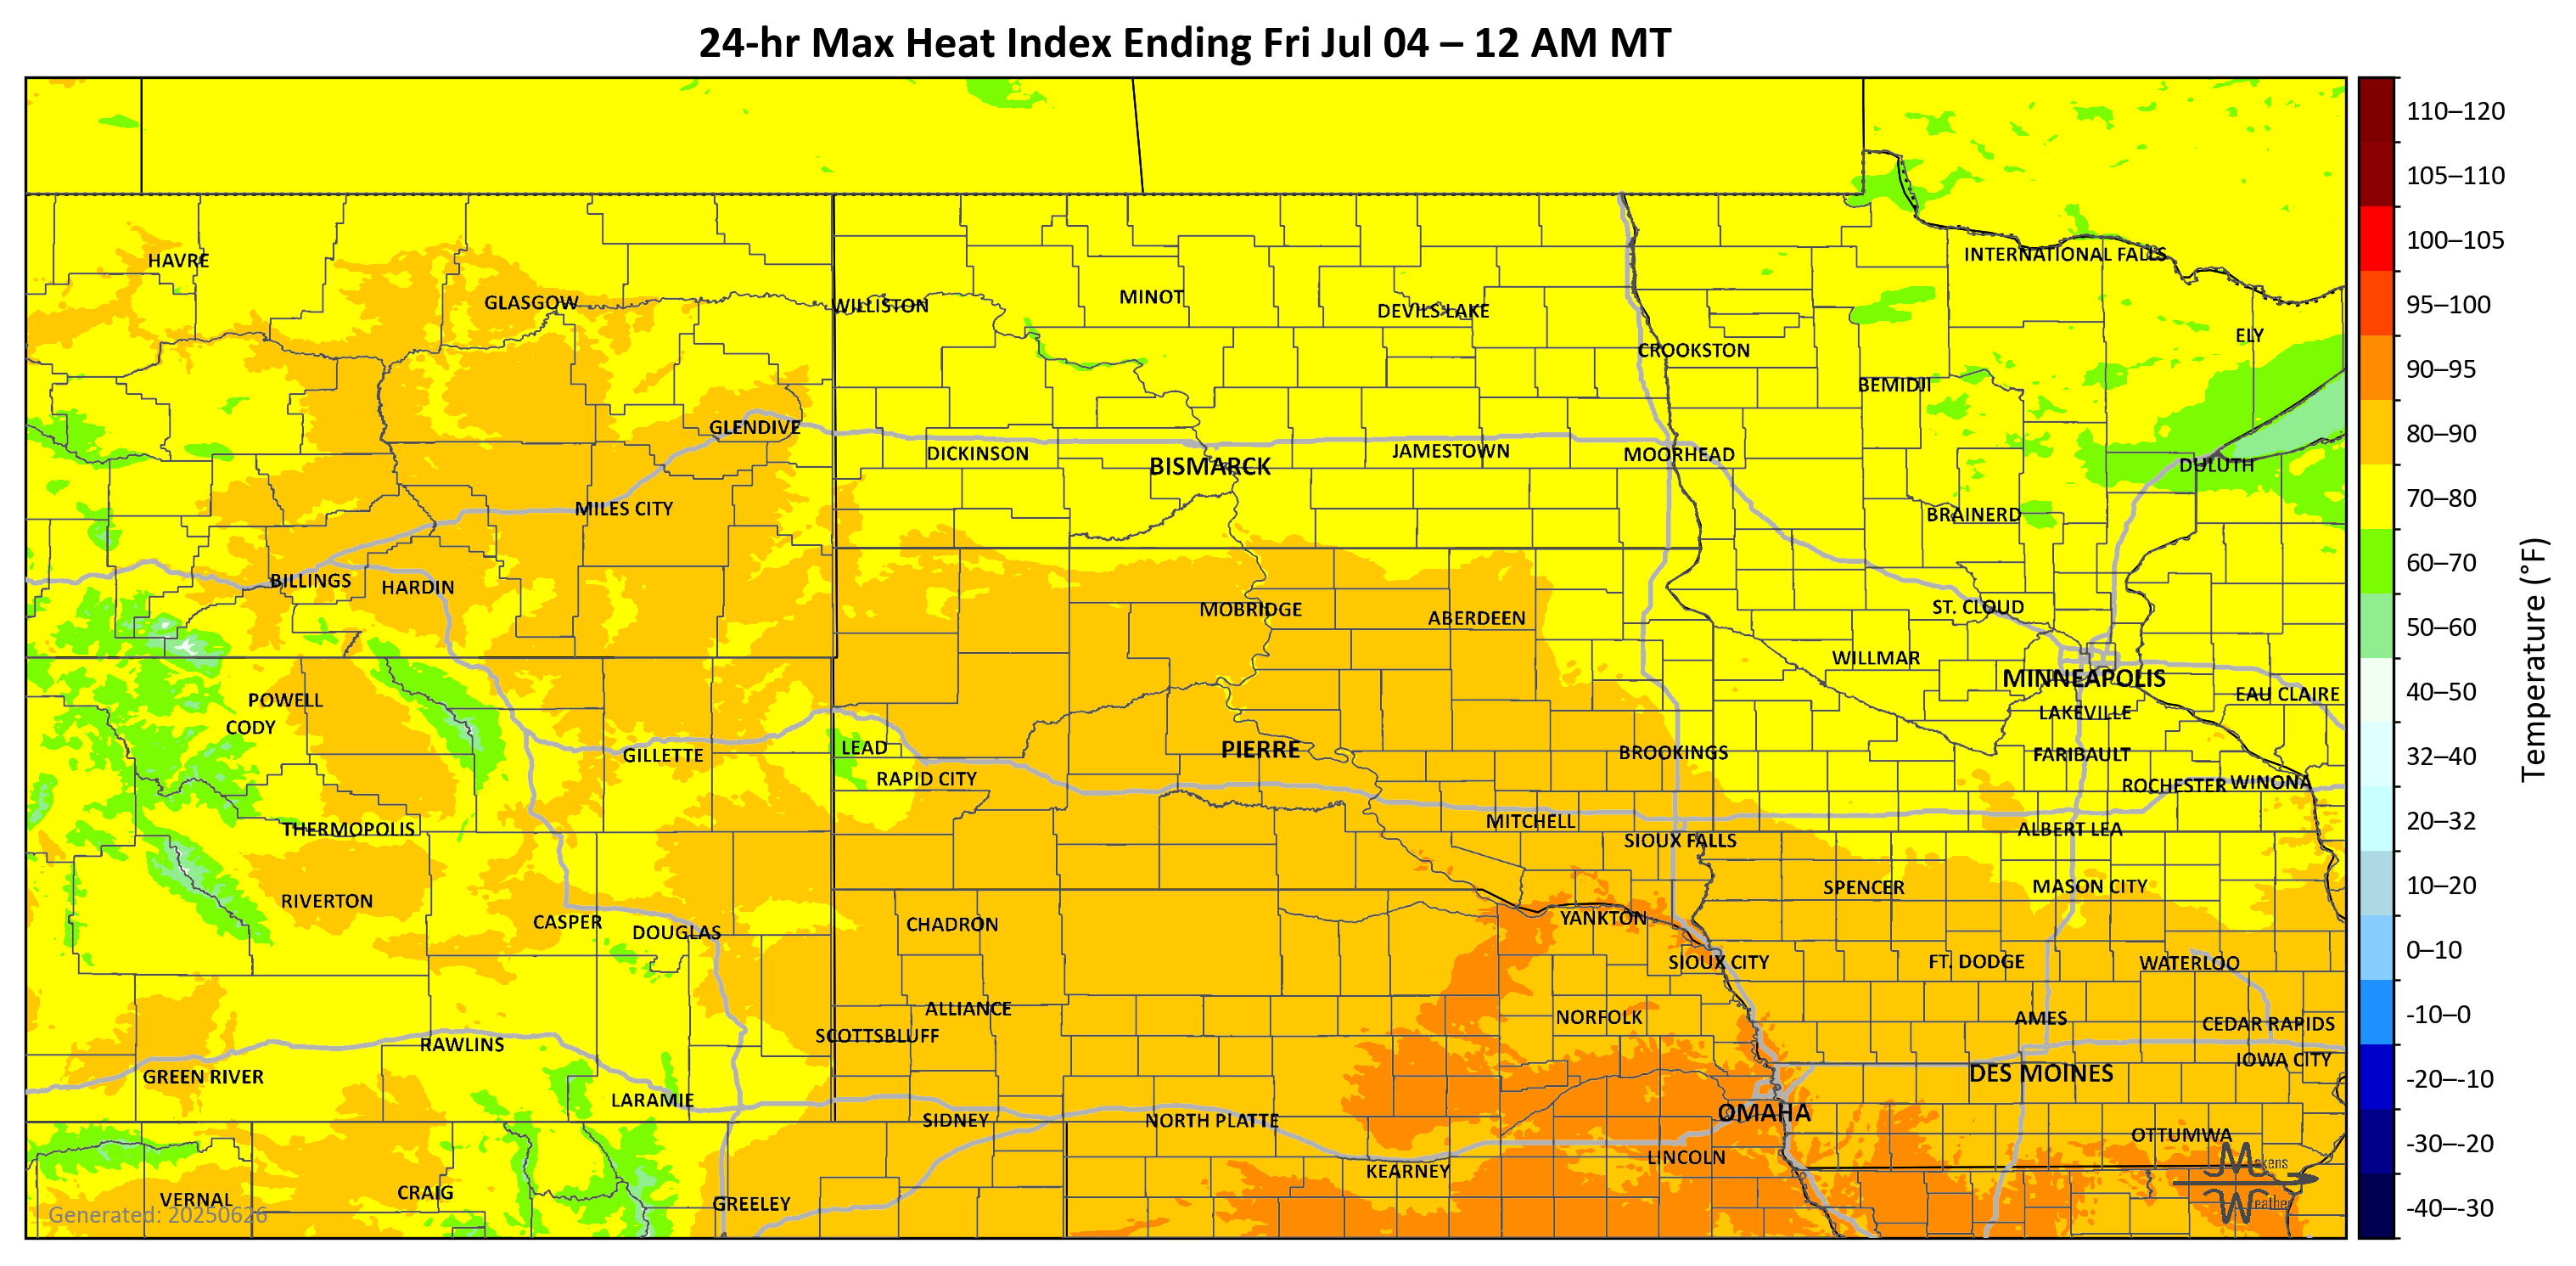 24-hr Max Heat Index Ending Fri Jul 04 – 12 AM MT
110–120
105–110
100–105
95–100
90–95
80–90
70–80
60–70
50–60
40–50
32–40
20–32
10–20
0–10
-10–0
-20–-10
-30–-20
-40–-30
Temperature (°F)
HAVRE
INTERNATIONAL FALLS
GLASGOW
WILLISTON
MINOT
DEVILS LAKE
ELY
CROOKSTON
BEMIDJI
GLENDIVE
DICKINSON
BISMARCK
JAMESTOWN
MOORHEAD
DULUTH
MILES CITY
BRAINERD
BILLINGS
HARDIN
MOBRIDGE
ABERDEEN
ST. CLOUD
WILLMAR
MINNEAPOLIS
POWELL
EAU CLAIRE
CODY
LAKEVILLE
GILLETTE
LEAD
PIERRE
BROOKINGS
FARIBAULT
RAPID CITY
ROCHESTER
WINONA
THERMOPOLIS
MITCHELL
SIOUX FALLS
ALBERT LEA
RIVERTON
SPENCER
MASON CITY
CASPER
DOUGLAS
CHADRON
YANKTON
SIOUX CITY
FT. DODGE
WATERLOO
ALLIANCE
NORFOLK
AMES
CEDAR RAPIDS
RAWLINS
SCOTTSBLUFF
IOWA CITY
GREEN RIVER
DES MOINES
LARAMIE
SIDNEY
NORTH PLATTE
OMAHA
OTTUMWA
KEARNEY
LINCOLN
VERNAL
CRAIG
GREELEY
Generated: 20250626
Makens
Weather